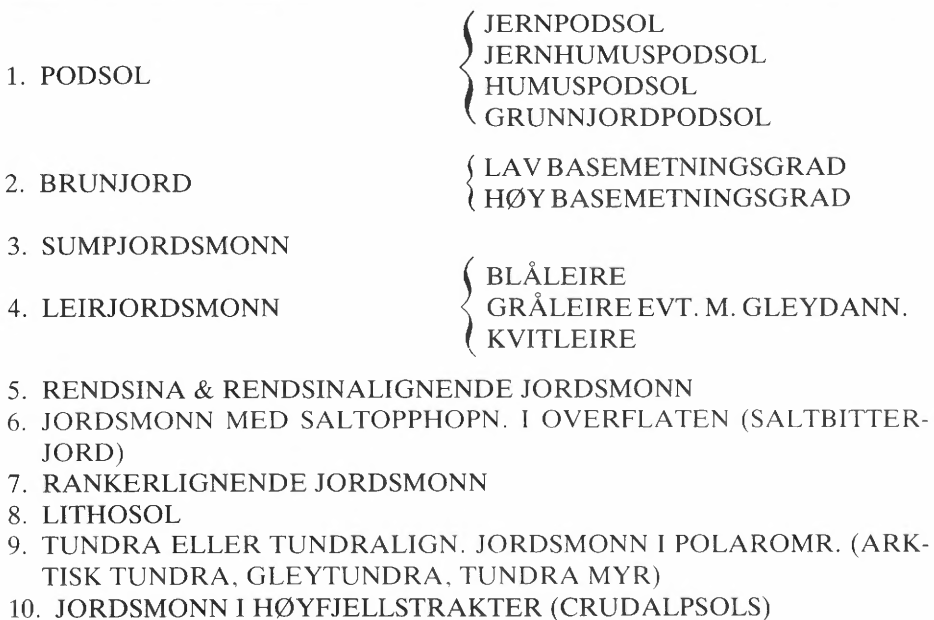 1. PODSOL
JERNPODSOL
JERNHUMUSPODSOL
HUMUSPODSOL
GRUNNJORDPODSOL
2. BRUNJORD
LAV BASEMETNINGSGRAD
HØY BASEMETNINGSGRAD
3. SUMPJORDSMONN
4. LEIRJORDSMONN
BLÅLEIRE
GRÅLEIRE EVT. M. GLEYDANN.
KVITLEIRE
5. RENDSINA & RENDSINALIGNENDE JORDSMONN
6. JORDSMONN MED SALTOPPHOPN. I OVERFLATEN (SALTBITTER-
JORD)
7. RANKERLIGNENDE JORDSMONN
8. LITHOSOL
9. TUNDRA ELLER TUNDRALIGN. JORDSMONN I POLAROMR. (ARK-
TISK TUNDRA, GLEYTUNDRA, TUNDRA MYR)
10. JORDSMONN I HØYFJELLSTRAKTER (CRUDALPSOLS)